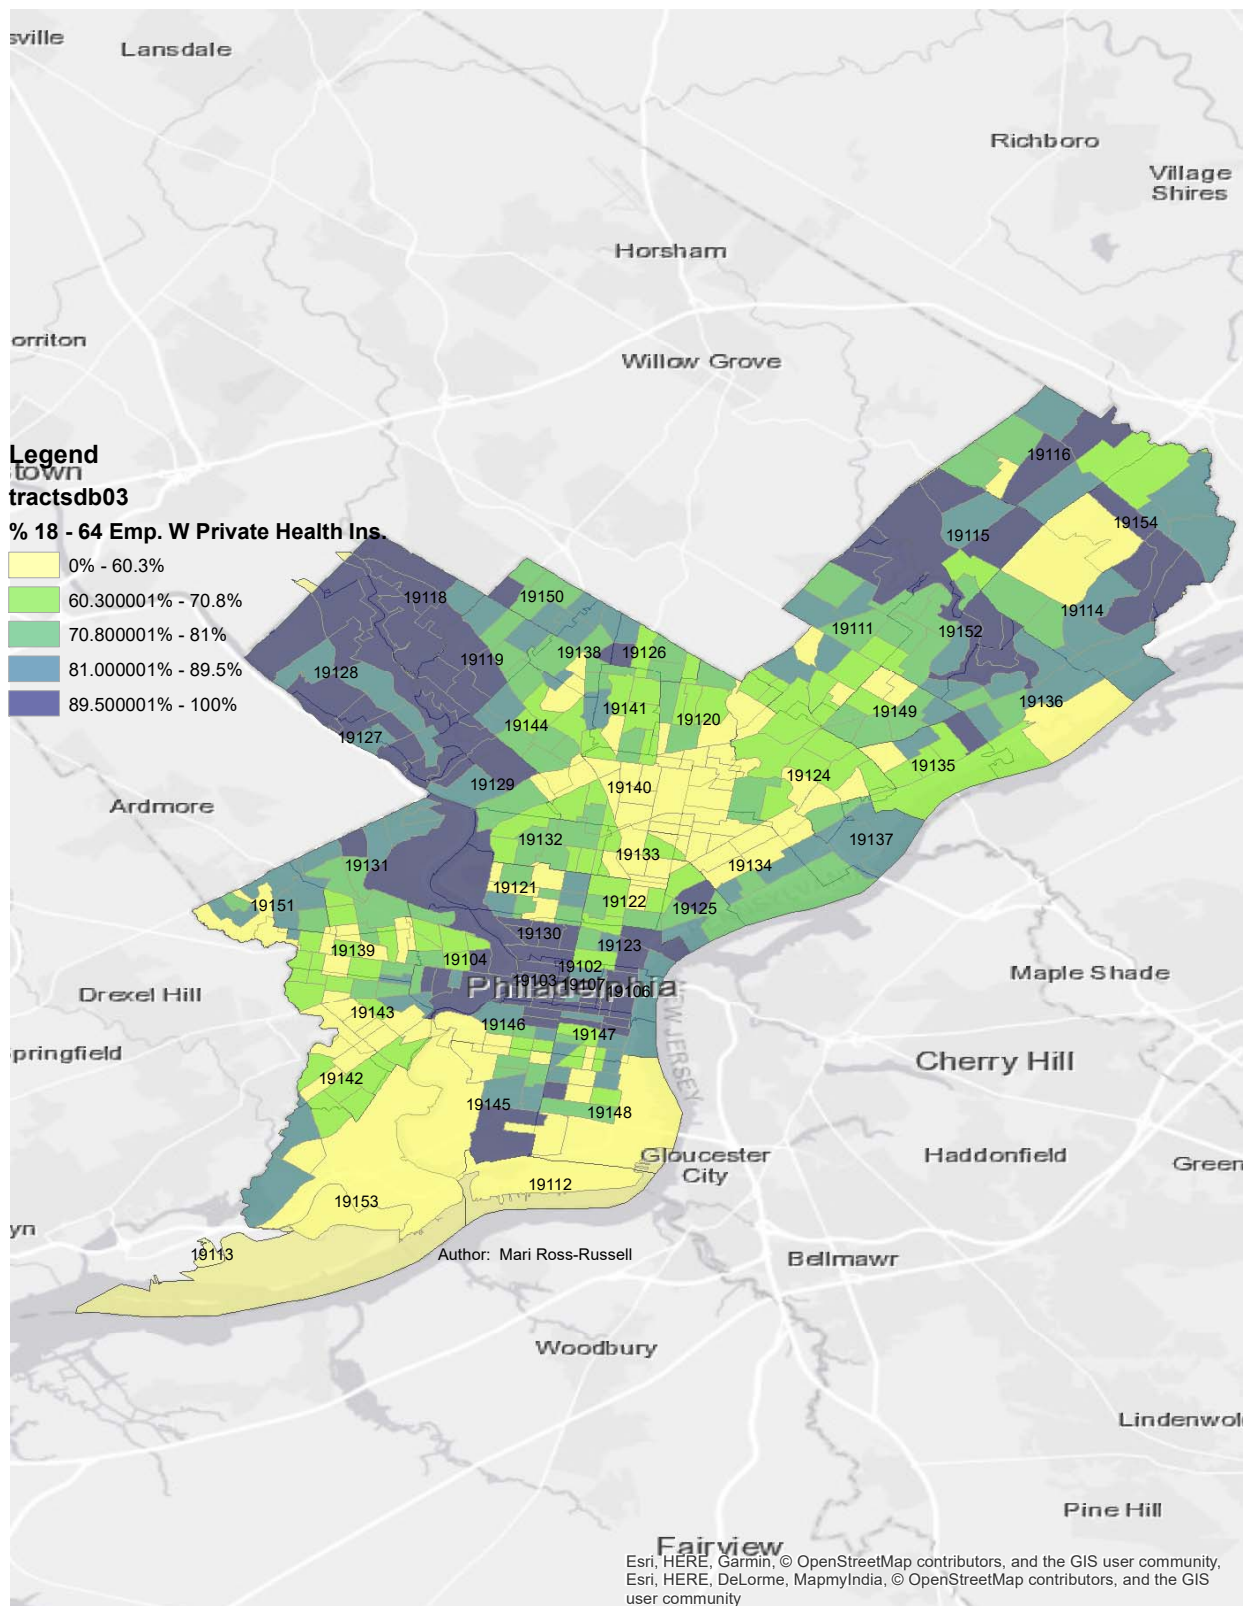 sville
Lansdale
Richboro
Village
Shires
Horsham
orriton
Willow Grove
Legend
town
tractsdb03
% 18 - 64 Emp. W Private Health Ins.
0% - 60.3%
60.300001% - 70.8%
70.800001% - 81%
81.000001% - 89.5%
89.500001% - 100%
19116
19154
19115
19118
19150
19114
19111
19152
19138
19126
19119
19128
19136
19141
19149
19120
19144
19127
19135
19124
19129
19140
Ardmore
19132
19137
19133
19131
19134
19121
19151
19122
19125
19130
19123
19139
19104
19102
Maple Shade
19103
19107
19106
Philadelphia
Drexel Hill
19143
19146
19147
NEW JERSEY
pringfield
Cherry Hill
19142
19145
19148
Gloucester
City
Haddonfield
Green
19112
19153
yn
19113
Author: Mari Ross-Russell
Bellmawr
Woodbury
Lindenwol
Pine Hill
Fairview
Esri, HERE, Garmin, © OpenStreetMap contributors, and the GIS user community,
Esri, HERE, DeLorme, MapmyIndia, © OpenStreetMap contributors, and the GIS
user community